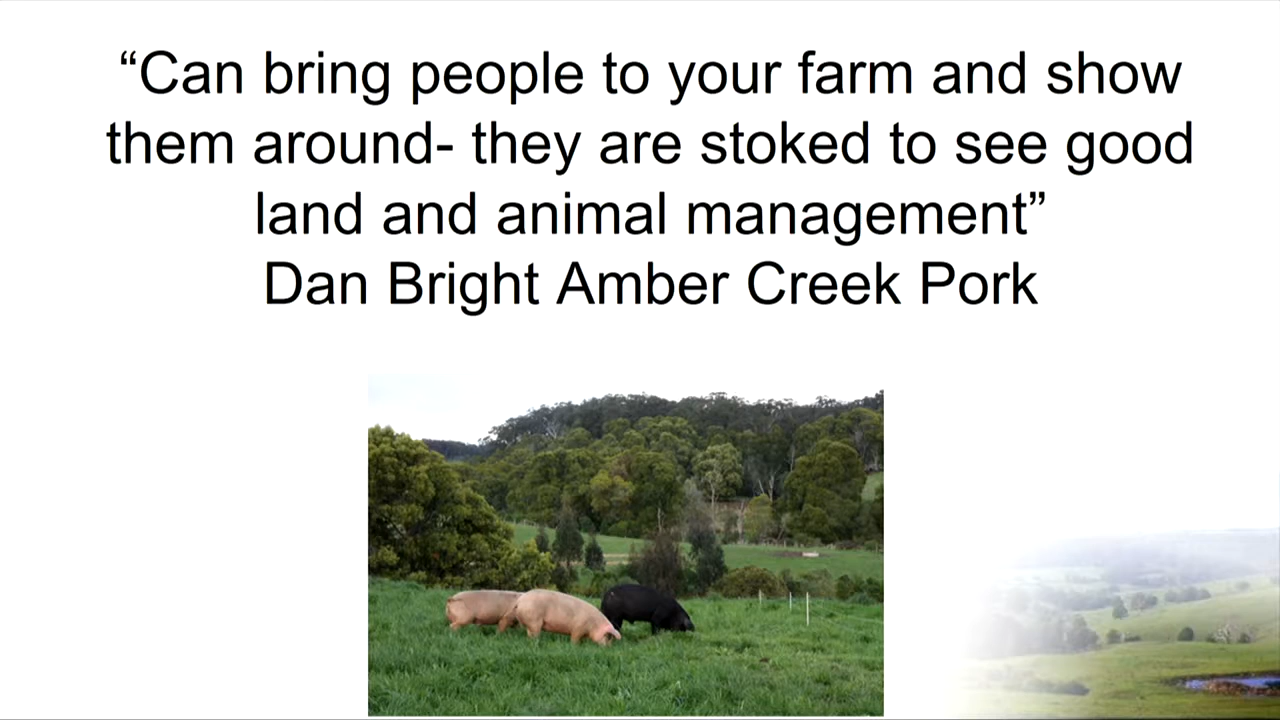 “Can bring people to your farm and show
them around- they are stoked to see good
land and animal management”
Dan Bright Amber Creek Pork